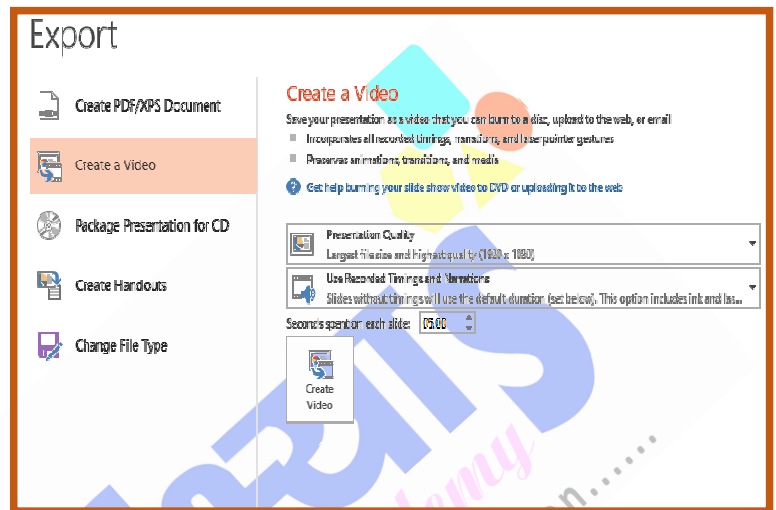 Export
Create PDF/XPS Document
Create a Video
Package Presentation for CD
Create Handouts
Change File Type
Create a Video
Save your presentation as a video that you can burn to a disc, upload to the web, or email
Incorporates all recorded timings, narrations, and laser pointer gestures
Preserves animations, transitions, and media
Get help burning your slide show video to DVD or uploading it to the web
Presentation Quality
Largest file size and highest quality (1920 x 1080)
Use Recorded Timings and Narrations
Slides without timings will use the default duration (set below). This option includes ink and las...
Seconds spent on each slide: 05.00
Create
Video